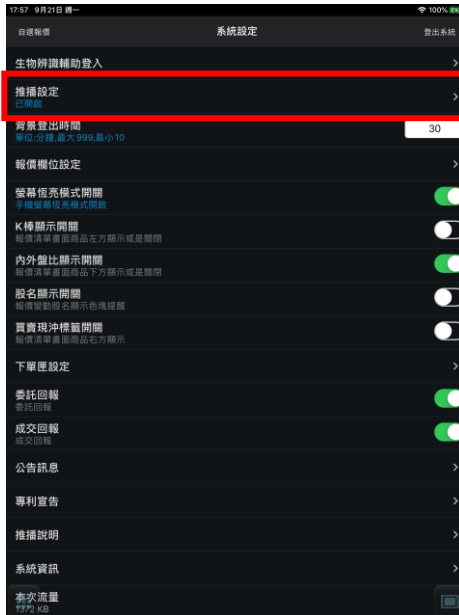 17:57 9月21日 週一
100%
自選報價
系統設定
登出系統
生物辨識輔助登入
推播設定
已開啟
背景登出時間
單位:分鐘,最大999,最小10
30
報價欄位設定
螢幕恆亮模式開關
手機螢幕恆亮模式開啟
K棒顯示開關
報價清單畫面商品左方顯示或是關閉
內外盤比顯示開關
報價清單畫面商品下方顯示或是關閉
股名顯示開關
報價變動股名顯示色塊提醒
買賣現沖標籤開關
報價清單畫面商品右方顯示
下單匣設定
委託回報
委託回報
成交回報
成交回報
公告訊息
專利宣告
推播說明
系統資訊
本次流量
1372 KB